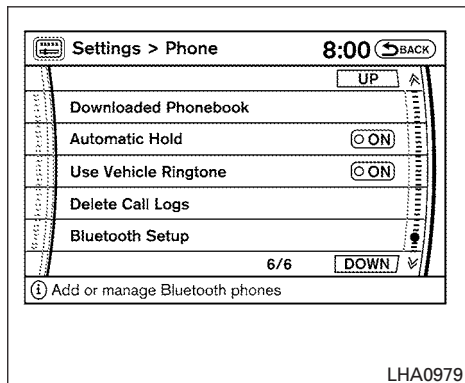 Settings > Phone 8:00 BACK
UP
Downloaded Phonebook
Automatic Hold ON
Use Vehicle Ringtone ON
Delete Call Logs
Bluetooth Setup
6/6 DOWN
i Add or manage Bluetooth phones
LHA0979